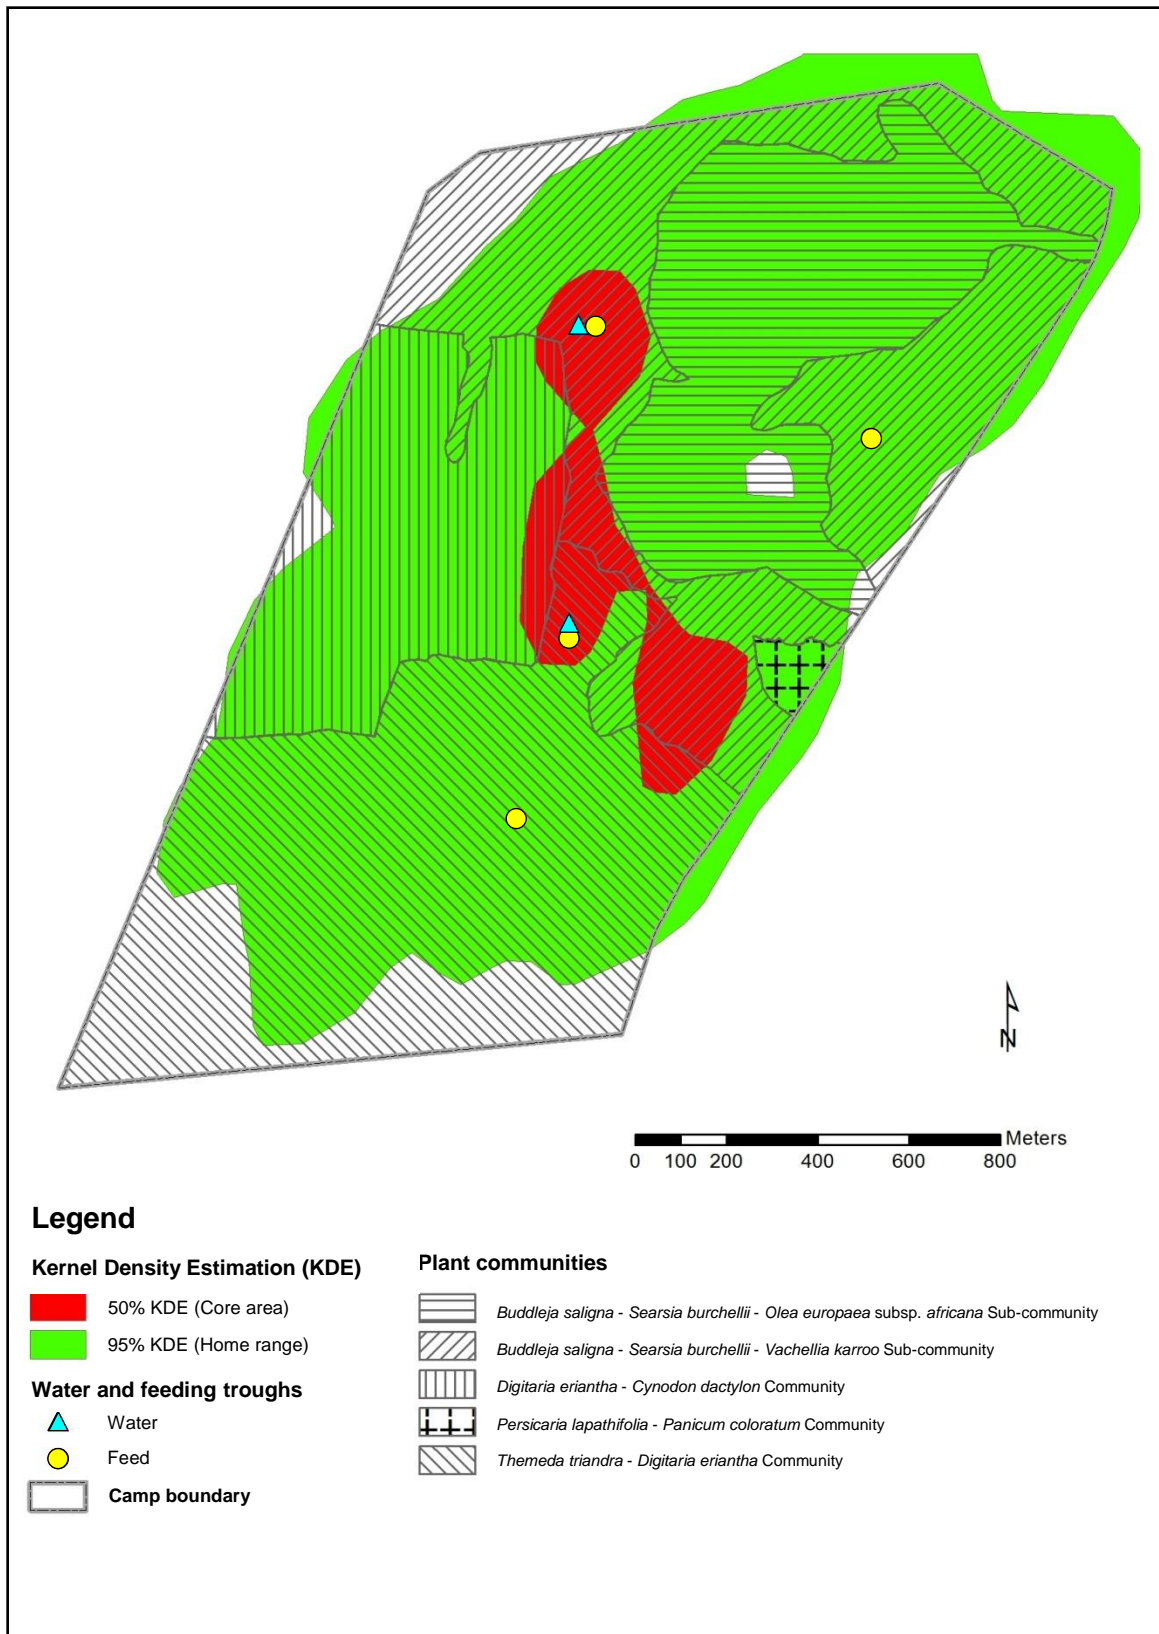 N
Meters
0 100 200 400 600 800
Legend
Kernel Density Estimation (KDE)
50% KDE (Core area)
95% KDE (Home range)
Water and feeding troughs
Water
Feed
Camp boundary
Plant communities
Buddleja saligna - Searsia burchellii - Olea europaea subsp. africana Sub-community
Buddleja saligna - Searsia burchellii - Vachellia karroo Sub-community
Digitaria eriantha - Cynodon dactylon Community
Persicaria lapathifolia - Panicum coloratum Community
Themeda triandra - Digitaria eriantha Community